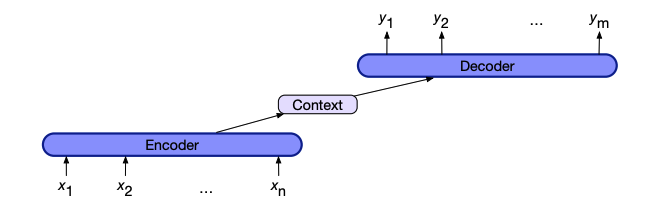 y1 y2 ... ym
Decoder
Context
Encoder
x1 x2 ... xn